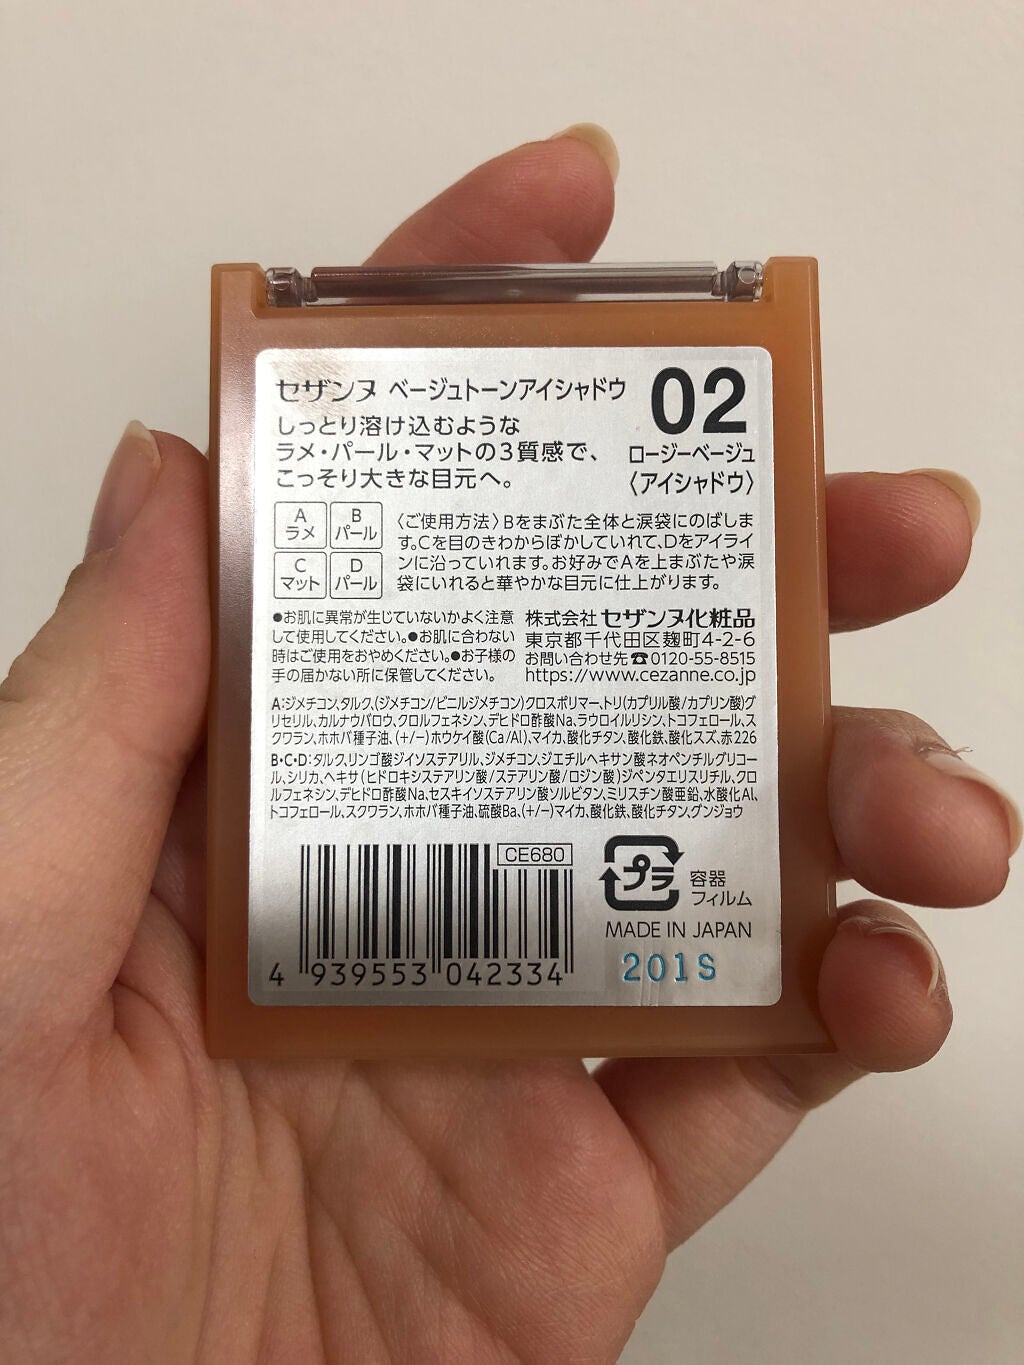 セザンヌ ベージュトーンアイシャドウ
02
しっとり溶け込むような
ラメ・パール・マットの3質感で、
こっそり大きな目元へ。
ロージーベージュ
〈アイシャドウ〉
A
ラメ
B
パール
C
マット
D
パール
〈ご使用方法〉Bをまぶた全体と涙袋にのばしま
す。Cを目のきわからぼかしていれて、Dをアイライ
ンに沿っていれます。お好みでAを上まぶたや涙
袋にいれると華やかな目元に仕上がります。
●お肌に異常が生じていないかよく注意
して使用してください。●お肌に合わない
時はご使用をおやめください。●お子様の
手の届かない所に保管してください。
株式会社セザンヌ化粧品
東京都千代田区麹町4-2-6
お問い合わせ先☎0120-55-8515
https://www.cezanne.co.jp
A:ジメチコン、タルク、(ジメチコン/ビニルジメチコン)クロスポリマー、トリ(カプリル酸/カプリン酸)グ
リセリル、カルナウバロウ、クロルフェネシン、デヒドロ酢酸Na、ラウロイルリシン、トコフェロール、ス
クワラン、ホホバ種子油、(+/−)ホウケイ酸(Ca/Al)、マイカ、酸化チタン、酸化鉄、酸化スズ、赤226
B・C・D:タルク、リンゴ酸ジイソステアリル、ジメチコン、ジエチルヘキサン酸ネオペンチルグリコー
ル、シリカ、ヘキサ(ヒドロキシステアリン酸/ステアリン酸/ロジン酸)ジペンタエリスリチル、クロ
ルフェネシン、デヒドロ酢酸Na、セスキイソステアリン酸ソルビタン、ミリスチン酸亜鉛、水酸化Al、
トコフェロール、スクワラン、ホホバ種子油、硫酸Ba、(+/−)マイカ、酸化鉄、酸化チタン、グンジョウ
CE680
プラ
容器
フィルム
MADE IN JAPAN
4 939553 042334
201S